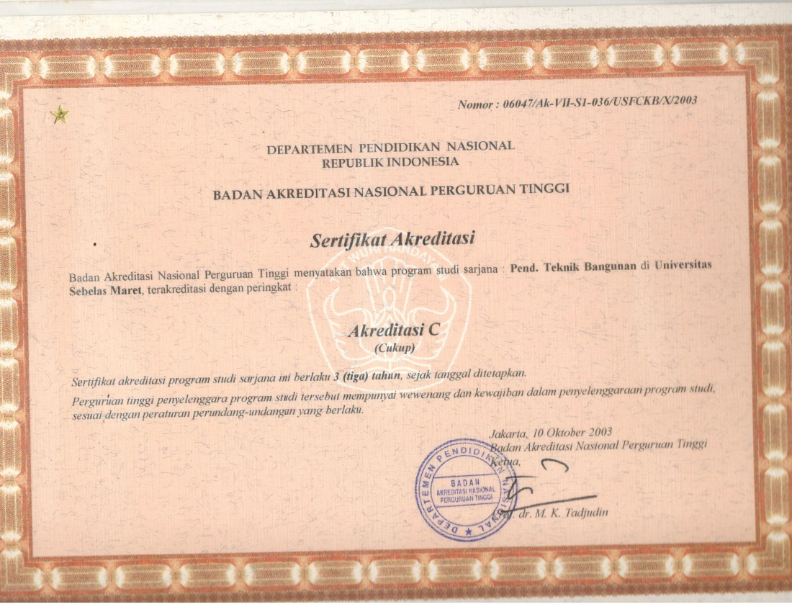 Nomor : 06047/Ak-VII-S1-036/USFCKB/X/2003
DEPARTEMEN PENDIDIKAN NASIONAL
REPUBLIK INDONESIA
BADAN AKREDITASI NASIONAL PERGURUAN TINGGI
Sertifikat Akreditasi
Badan Akreditasi Nasional Perguruan Tinggi menyatakan bahwa program studi sarjana : Pend. Teknik Bangunan di Universitas
Sebelas Maret, terakreditasi dengan peringkat :
Akreditasi C
(Cukup)
Sertifikat akreditasi program studi sarjana ini berlaku 3 (tiga) tahun, sejak tanggal ditetapkan.
Perguruan tinggi penyelenggara program studi tersebut mempunyai wewenang dan kewajiban dalam penyelenggaraan program studi,
sesuai dengan peraturan perundang-undangan yang berlaku.
Jakarta, 10 Oktober 2003
Badan Akreditasi Nasional Perguruan Tinggi
Ketua,
dr. M. K. Tadjudin
DEPARTEMEN PENDIDIKAN NASIONAL
BADAN
AKREDITASI NASIONAL
PERGURUAN TINGGI